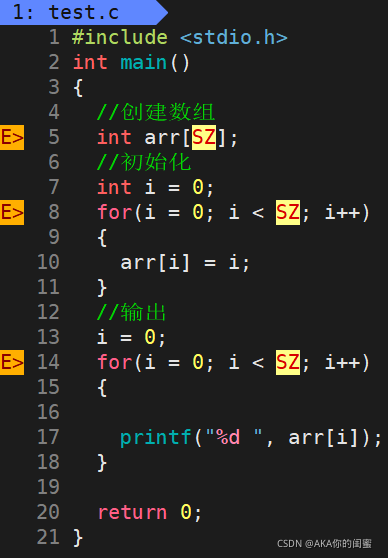 1: test.c
1 #include <stdio.h>
2 int main()
3 {
4   //创建数组
E> 5   int arr[SZ];
6   //初始化
7   int i = 0;
E> 8   for(i = 0; i < SZ; i++)
9   {
10     arr[i] = i;
11   }
12   //输出
13   i = 0;
E> 14   for(i = 0; i < SZ; i++)
15   {
16
17     printf("%d ", arr[i]);
18   }
19
20   return 0;
21 }
CSDN @AKA你的闺蜜